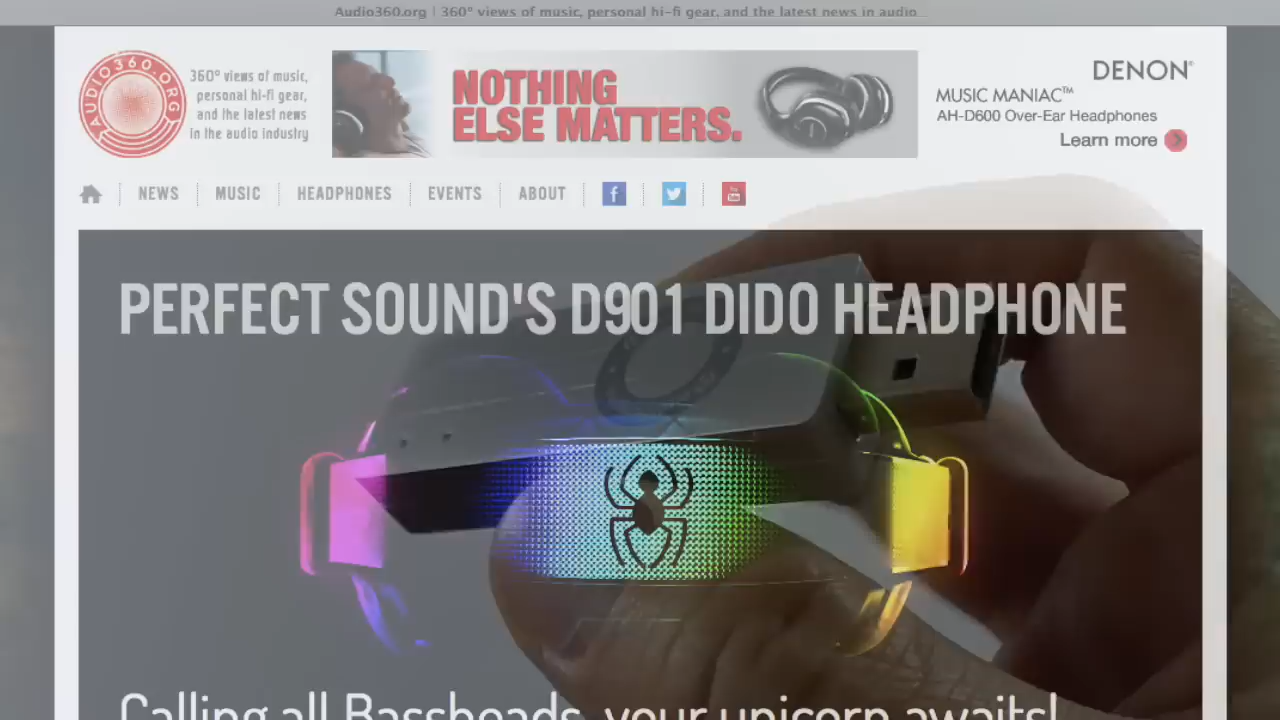 Audio360.org | 360° views of music, personal hi-fi gear, and the latest news in audio...
AUDIO360.ORG
360° views of music,
personal hi-fi gear,
and the latest news
in the audio industry
NOTHING
ELSE MATTERS.
DENON®
MUSIC MANIAC™
AH-D600 Over-Ear Headphones
Learn more
NEWS
MUSIC
HEADPHONES
EVENTS
ABOUT
PERFECT SOUND'S D901 DIDO HEADPHONE
Calling all Bassheads, your unicorn awaits!